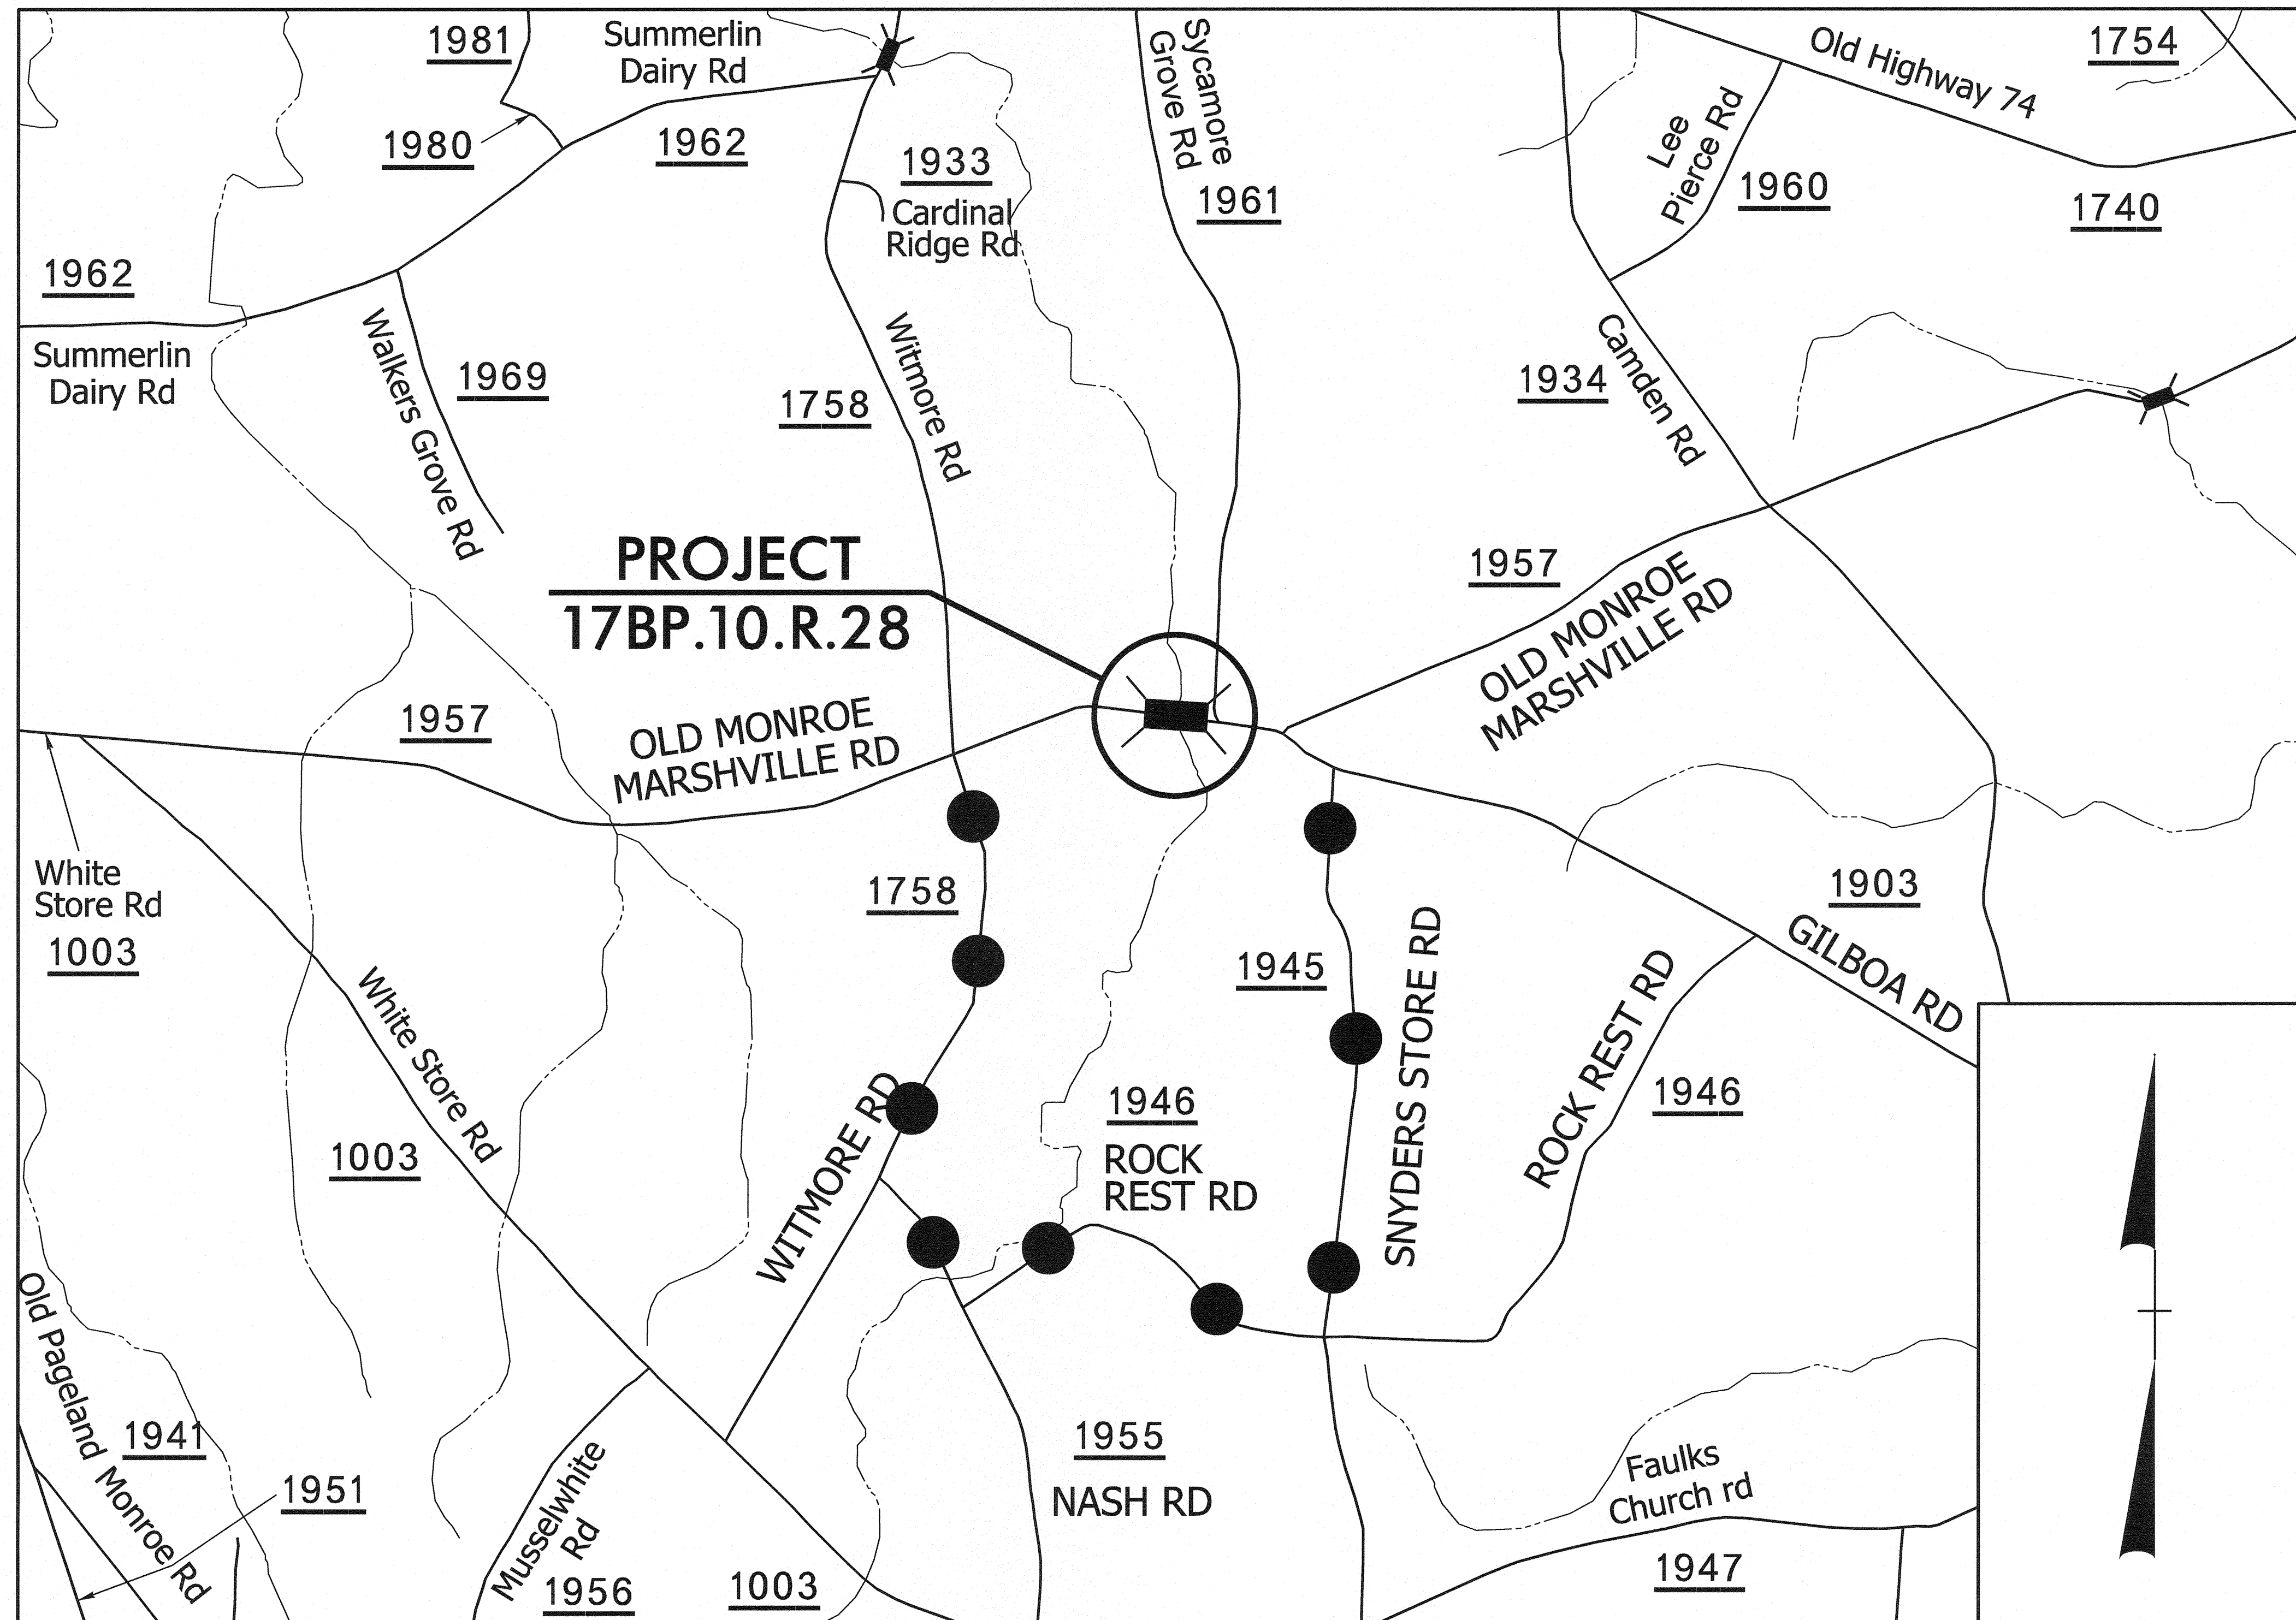 1981
Summerlin
Dairy Rd
Sycamore
Grove Rd
Old Highway 74
1754
1980
1962
1933
Cardinal
Ridge Rd
1961
Lee
Pierce Rd
1960
1740
1962
Summerlin
Dairy Rd
Walkers Grove Rd
1969
1758
Witmore Rd
1934
Camden Rd
PROJECT
17BP.10.R.28
1957
OLD MONROE
MARSHVILLE RD
1957
OLD MONROE
MARSHVILLE RD
White
Store Rd
1003
1758
1945
SNYDERS STORE RD
1903
GILBOA RD
White Store Rd
1003
WITMORE RD
1946
ROCK
REST RD
ROCK REST RD
1946
Old Pageland Monroe Rd
1941
1951
Musselwhite
Rd
1956
1003
1955
NASH RD
Faulks
Church rd
1947